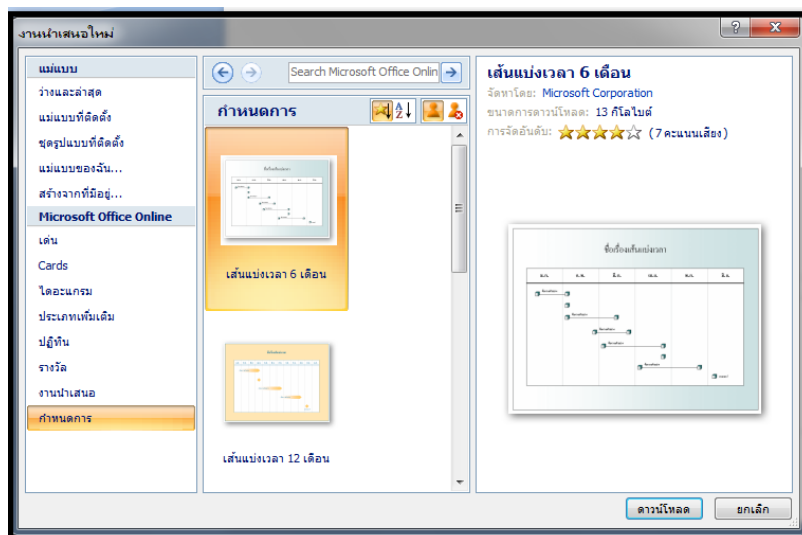 งานนำเสนอใหม่
แม่แบบ
ว่างและล่าสุด
แม่แบบที่ติดตั้ง
ชุดรูปแบบที่ติดตั้ง
แม่แบบของฉัน...
สร้างจากที่มีอยู่...
Microsoft Office Online
เด่น
Cards
ไดอะแกรม
ประเภทเพิ่มเติม
ปฏิทิน
รางวัล
งานนำเสนอ
กำหนดการ
Search Microsoft Office Onlin
กำหนดการ
เส้นแบ่งเวลา 6 เดือน
เส้นแบ่งเวลา 12 เดือน
เส้นแบ่งเวลา 6 เดือน
จัดหาโดย: Microsoft Corporation
ขนาดการดาวน์โหลด: 13 กิโลไบต์
การจัดอันดับ: (7 คะแนนเสียง)
ชื่อเรื่องเส้นแบ่งเวลา
ดาวน์โหลด
ยกเลิก